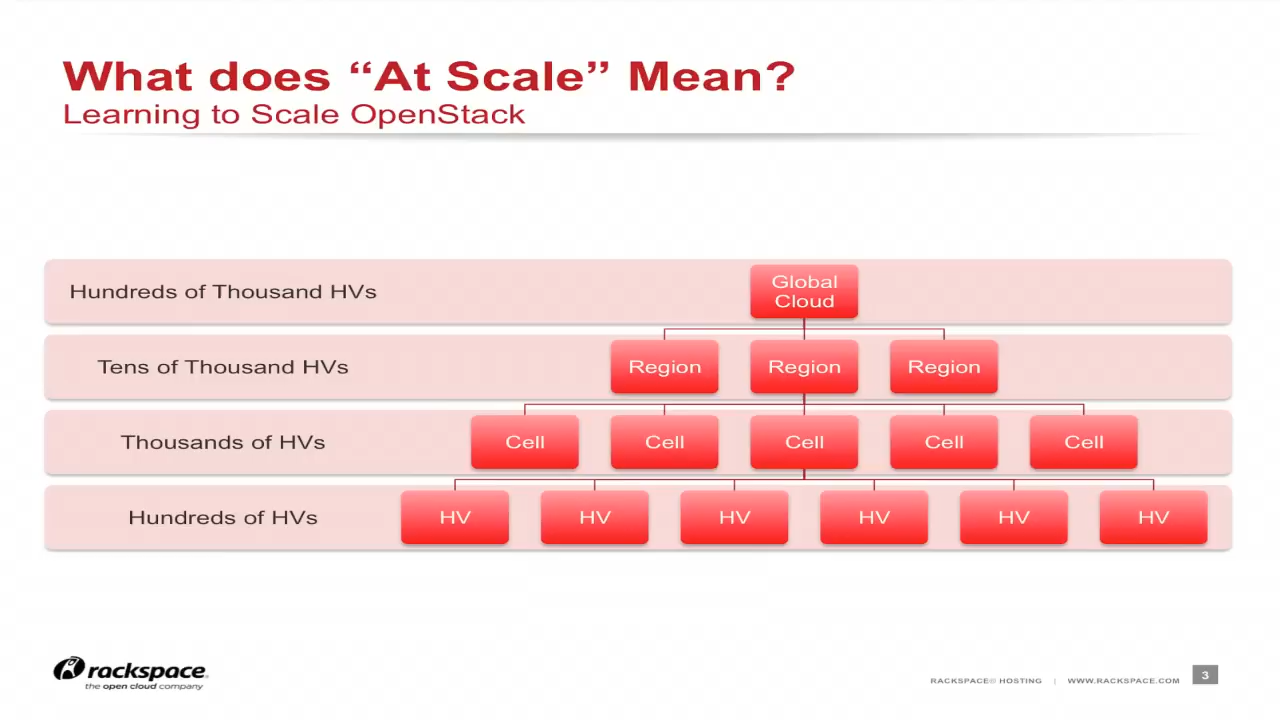 What does “At Scale” Mean?
Learning to Scale OpenStack
Hundreds of Thousand HVs
Global
Cloud
Tens of Thousand HVs
Region
Region
Region
Thousands of HVs
Cell
Cell
Cell
Cell
Cell
Hundreds of HVs
HV
HV
HV
HV
HV
HV
rackspace.
the open cloud company
RACKSPACE® HOSTING | WWW.RACKSPACE.COM
3